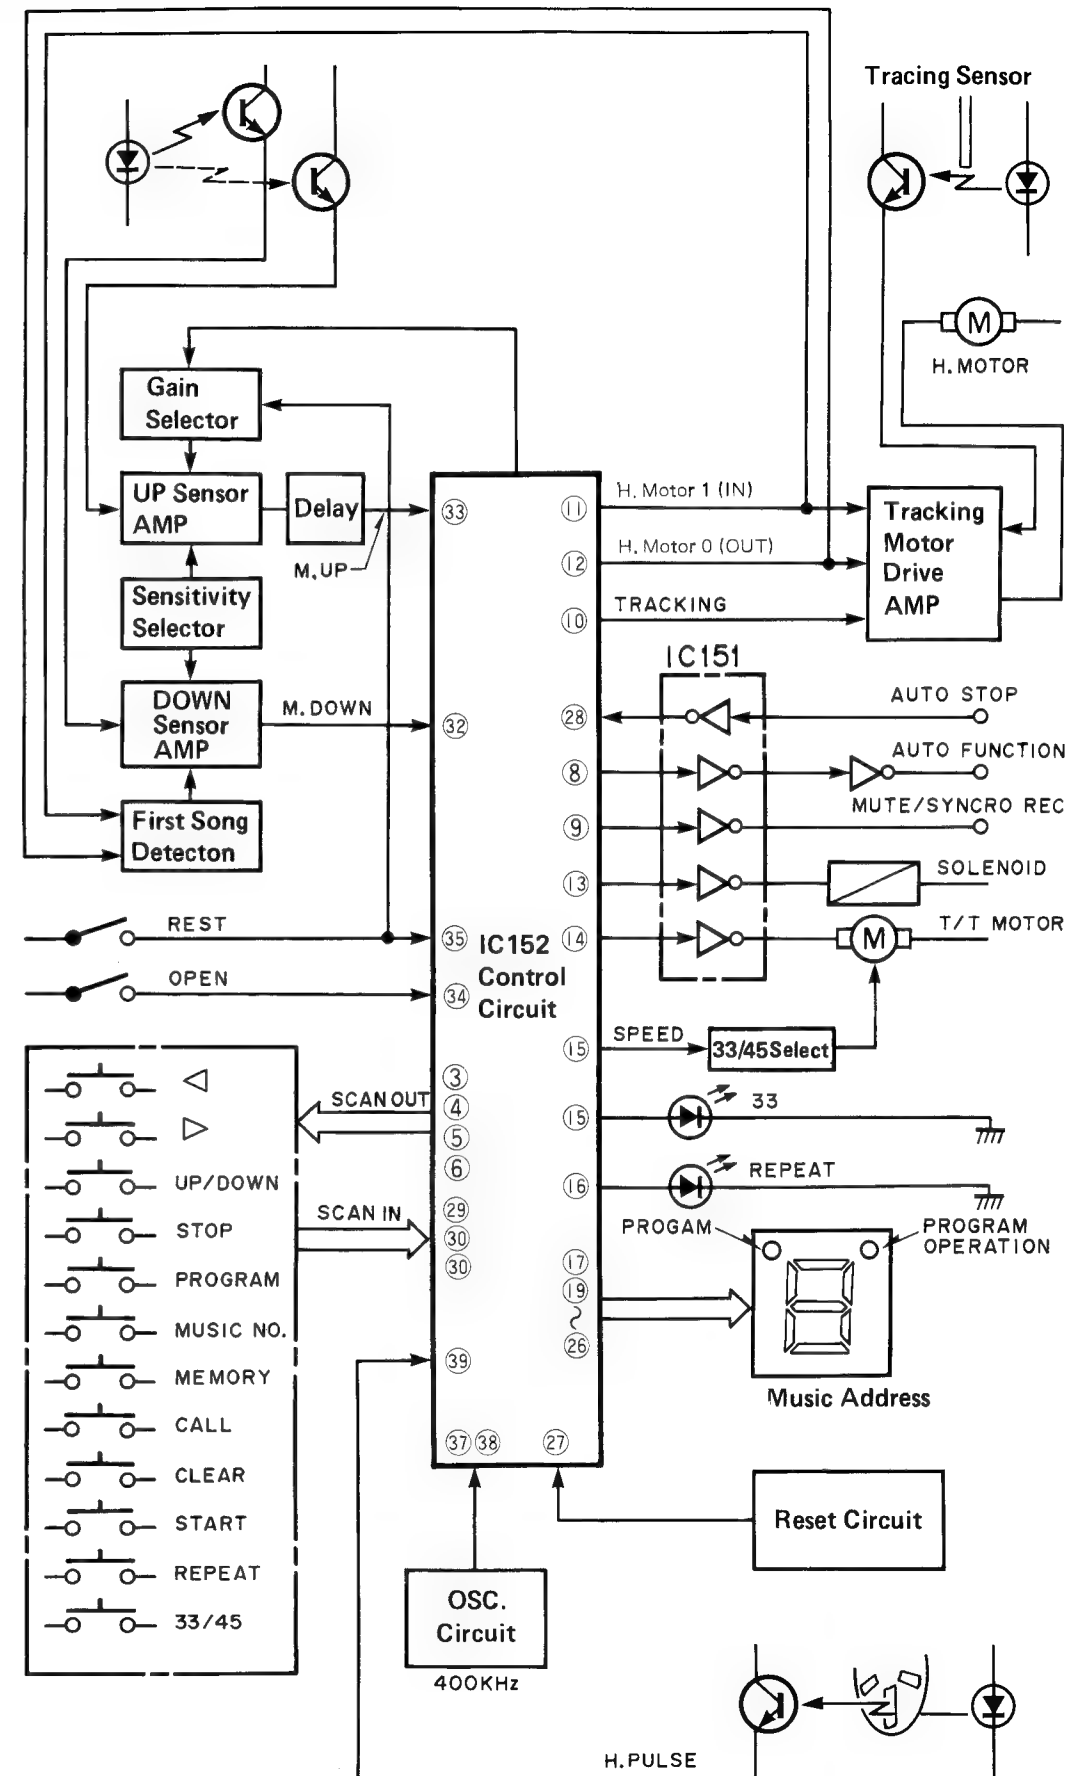 Tracing Sensor
M
H. MOTOR
Gain
Selector
UP Sensor
AMP
Delay
M. UP
Sensitivity
Selector
DOWN
Sensor
AMP
M. DOWN
First Song
Detecton
REST
OPEN
33
32
35
34
IC152
Control
Circuit
11
12
10
28
8
9
13
14
15
15
16
17
19
26
3
4
5
6
29
30
30
39
37 38
27
H. Motor 1 (IN)
H. Motor 0 (OUT)
TRACKING
Tracking
Motor
Drive
AMP
IC151
AUTO STOP
AUTO FUNCTION
MUTE/SYNCRO REC
SOLENOID
T/T MOTOR
M
SPEED
33/45 Select
33
REPEAT
PROGAM
PROGRAM
OPERATION
Music Address
SCAN OUT
SCAN IN
◁
▷
UP/DOWN
STOP
PROGRAM
MUSIC NO.
MEMORY
CALL
CLEAR
START
REPEAT
33/45
Reset Circuit
OSC.
Circuit
400KHz
H. PULSE